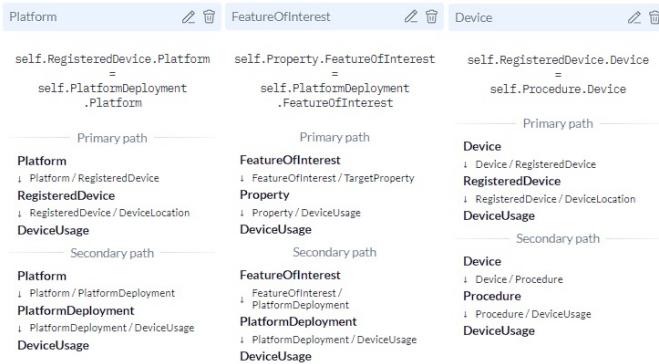 Platform
self.RegisteredDevice.Platform
=
self.PlatformDeployment
.Platform
Primary path
Platform
↓ Platform / RegisteredDevice
RegisteredDevice
↓ RegisteredDevice / DeviceLocation
DeviceUsage
Secondary path
Platform
↓ Platform / PlatformDeployment
PlatformDeployment
↓ PlatformDeployment / DeviceUsage
DeviceUsage
FeatureOfInterest
self.Property.FeatureOfInterest
=
self.PlatformDeployment
.FeatureOfInterest
Primary path
FeatureOfInterest
↓ FeatureOfInterest / TargetProperty
Property
↓ Property / DeviceUsage
DeviceUsage
Secondary path
FeatureOfInterest
↓ FeatureOfInterest /
PlatformDeployment
PlatformDeployment
↓ PlatformDeployment / DeviceUsage
DeviceUsage
Device
self.RegisteredDevice.Device
=
self.Procedure.Device
Primary path
Device
↓ Device / RegisteredDevice
RegisteredDevice
↓ RegisteredDevice / DeviceLocation
DeviceUsage
Secondary path
Device
↓ Device / Procedure
Procedure
↓ Procedure / DeviceUsage
DeviceUsage